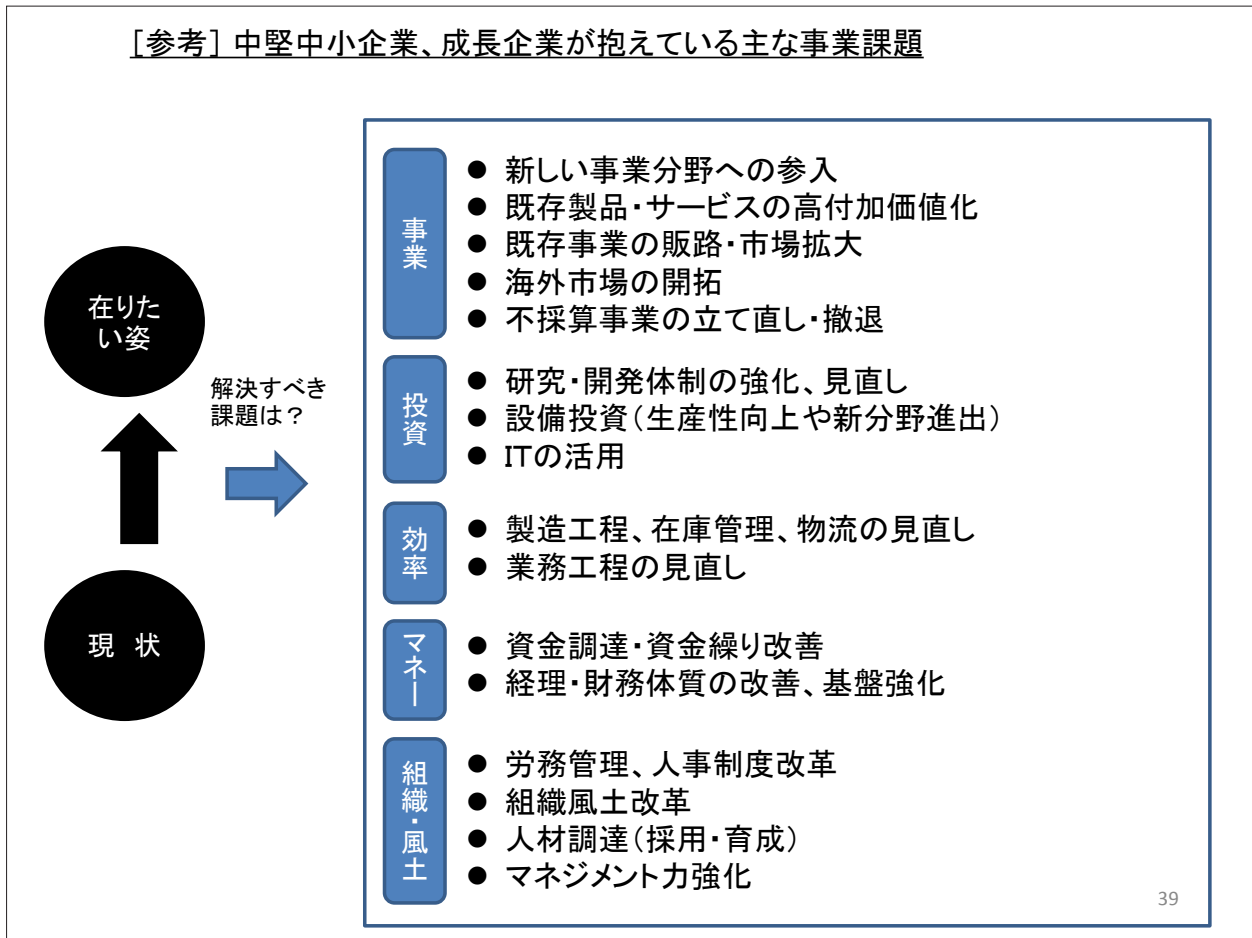 [参考] 中堅中小企業、成長企業が抱えている主な事業課題
在りた
い姿
現 状
解決すべき
課題は？
事業
● 新しい事業分野への参入
● 既存製品・サービスの高付加価値化
● 既存事業の販路・市場拡大
● 海外市場の開拓
● 不採算事業の立て直し・撤退
投資
● 研究・開発体制の強化、見直し
● 設備投資（生産性向上や新分野進出）
● ITの活用
効率
● 製造工程、在庫管理、物流の見直し
● 業務工程の見直し
マネー
● 資金調達・資金繰り改善
● 経理・財務体質の改善、基盤強化
組織・風土
● 労務管理、人事制度改革
● 組織風土改革
● 人材調達（採用・育成）
● マネジメント力強化
39